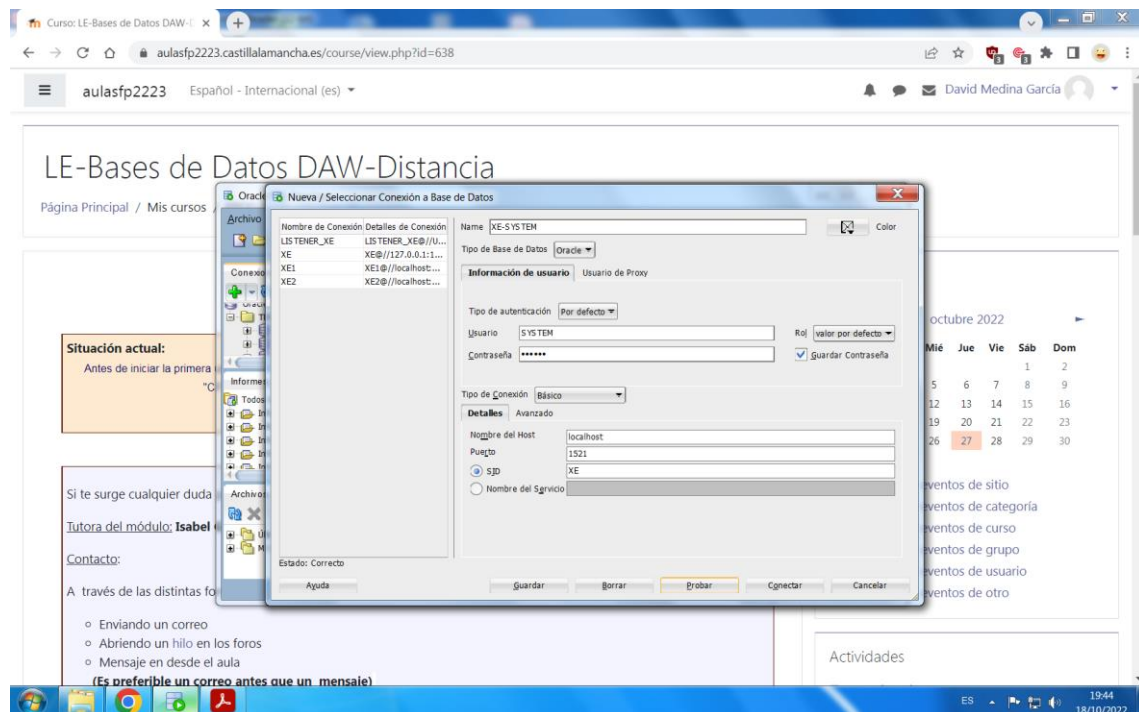 Curso: LE-Bases de Datos DAW-
aulasfp2223.castillalamancha.es/course/view.php?id=638
aulasfp2223 Español - Internacional (es) David Medina García
LE-Bases de Datos DAW-Distancia
Página Principal / Mis cursos /
Situación actual:
Antes de iniciar la primera
"C
Si te surge cualquier duda
Tutora del módulo: Isabel
Contacto:
A través de las distintas fo
Enviando un correo
Abriendo un hilo en los foros
Mensaje en desde el aula
(Es preferible un correo antes que un mensaje)
Oracle
Archivo
Conexio
Informe
Todos
Archivos
Nueva / Seleccionar Conexión a Base de Datos
Nombre de Conexión Detalles de Conexión
LISTENER_XE LISTENER_XE@//U...
XE XE@//127.0.0.1:1...
XE1 XE1@//localhost:...
XE2 XE2@//localhost:...
Name XE-SYSTEM Color
Tipo de Base de Datos Oracle
Información de usuario Usuario de Proxy
Tipo de autenticación Por defecto
Usuario SYSTEM Rol valor por defecto
Contraseña •••••• Guardar Contraseña
Tipo de Conexión Básico
Detalles Avanzado
Nombre del Host localhost
Puerto 1521
SID XE
Nombre del Servicio
Estado: Correcto
Ayuda Guardar Borrar Probar Conectar Cancelar
octubre 2022
Mié Jue Vie Sáb Dom
1 2
5 6 7 8 9
12 13 14 15 16
19 20 21 22 23
26 27 28 29 30
eventos de sitio
eventos de categoría
eventos de curso
eventos de grupo
eventos de usuario
eventos de otro
Actividades
ES 19:44
18/10/2022